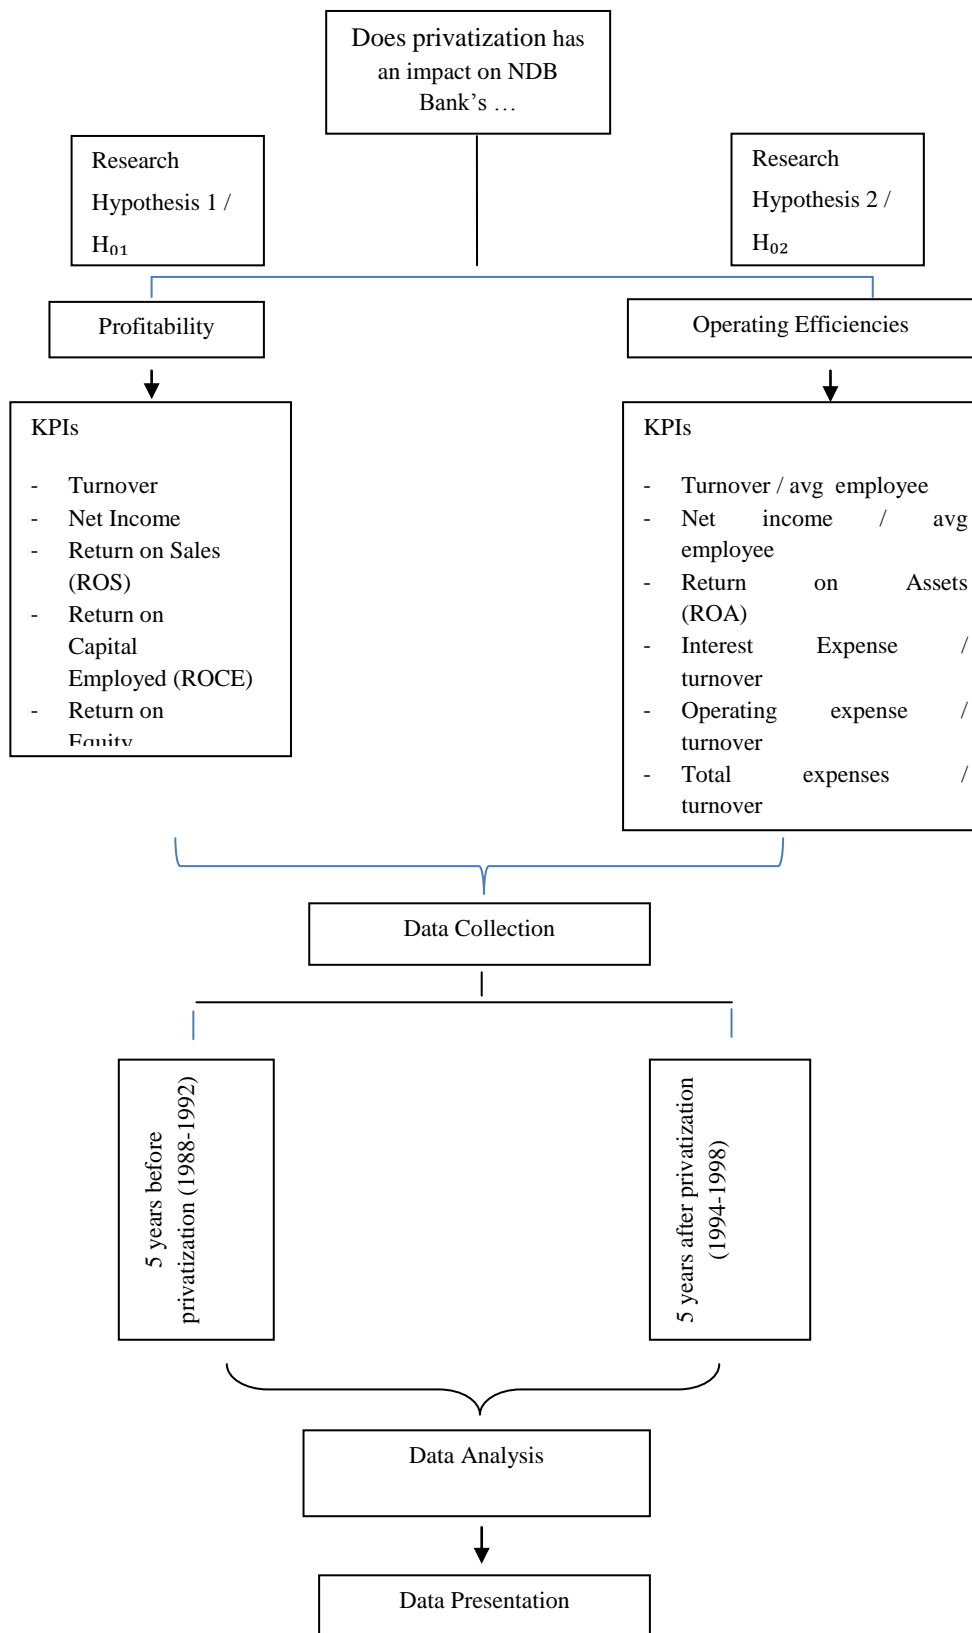 Does privatization has
an impact on NDB
Bank’s …
Research
Hypothesis 1 /
H₀₁
Research
Hypothesis 2 /
H₀₂
Profitability
Operating Efficiencies
KPIs
- Turnover
- Net Income
- Return on Sales
(ROS)
- Return on
Capital
Employed (ROCE)
- Return on
Equity
KPIs
- Turnover / avg employee
- Net income / avg
employee
- Return on Assets
(ROA)
- Interest Expense /
turnover
- Operating expense /
turnover
- Total expenses /
turnover
Data Collection
5 years before
privatization (1988-1992)
5 years after privatization
(1994-1998)
Data Analysis
Data Presentation